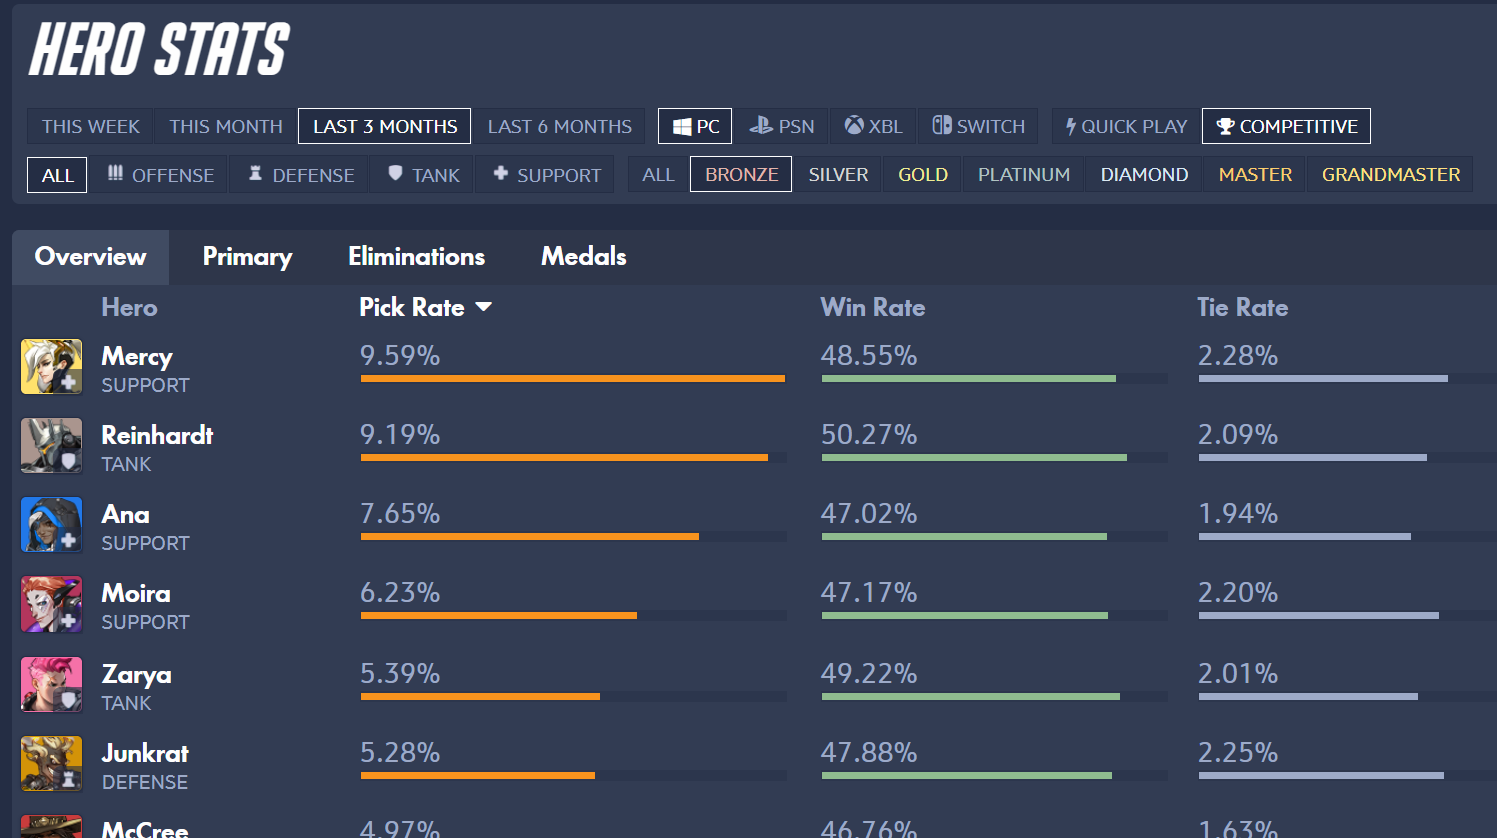 HERO STATS
THIS WEEK THIS MONTH LAST 3 MONTHS LAST 6 MONTHS PC PSN XBL SWITCH QUICK PLAY COMPETITIVE
ALL OFFENSE DEFENSE TANK SUPPORT ALL BRONZE SILVER GOLD PLATINUM DIAMOND MASTER GRANDMASTER
Overview Primary Eliminations Medals
Hero Pick Rate Win Rate Tie Rate
Mercy 9.59% 48.55% 2.28%
SUPPORT
Reinhardt 9.19% 50.27% 2.09%
TANK
Ana 7.65% 47.02% 1.94%
SUPPORT
Moira 6.23% 47.17% 2.20%
SUPPORT
Zarya 5.39% 49.22% 2.01%
TANK
Junkrat 5.28% 47.88% 2.25%
DEFENSE
McCree 4.97% 46.76% 1.63%